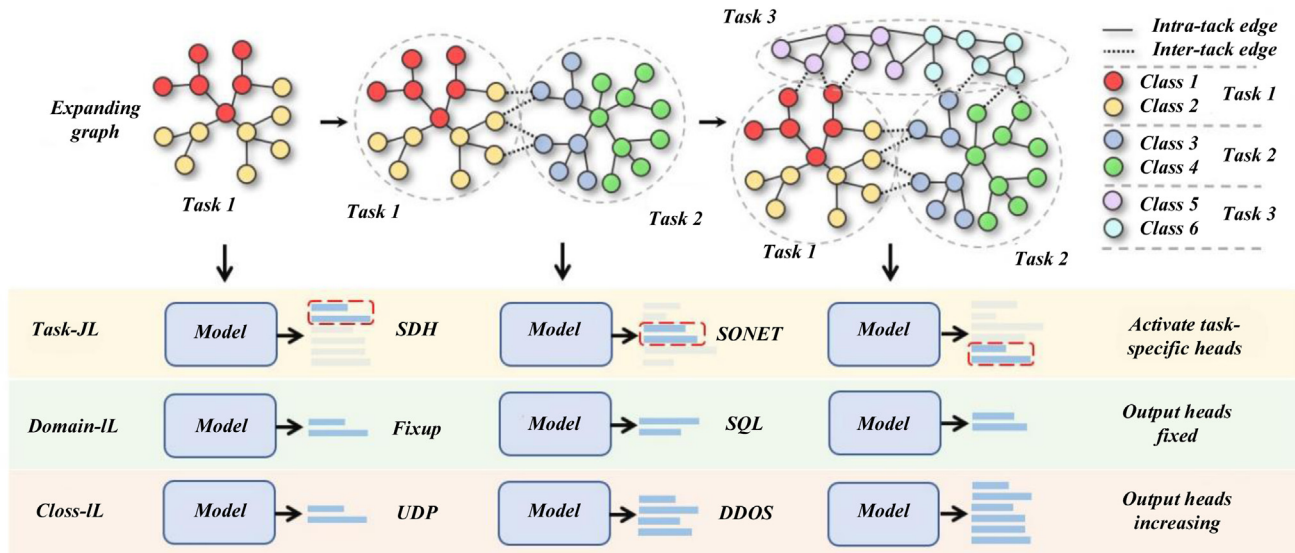 Task 3
Intra-tack edge
Inter-tack edge
Expanding
graph
Class 1
Class 2
Task 1
Class 3
Class 4
Task 2
Class 5
Class 6
Task 3
Task 1
Task 1
Task 2
Task 1
Task 2
Task-JL
Model
SDH
Model
SONET
Model
Activate task-
specific heads
Domain-lL
Model
Fixup
Model
SQL
Model
Output heads
fixed
Closs-lL
Model
UDP
Model
DDOS
Model
Output heads
increasing